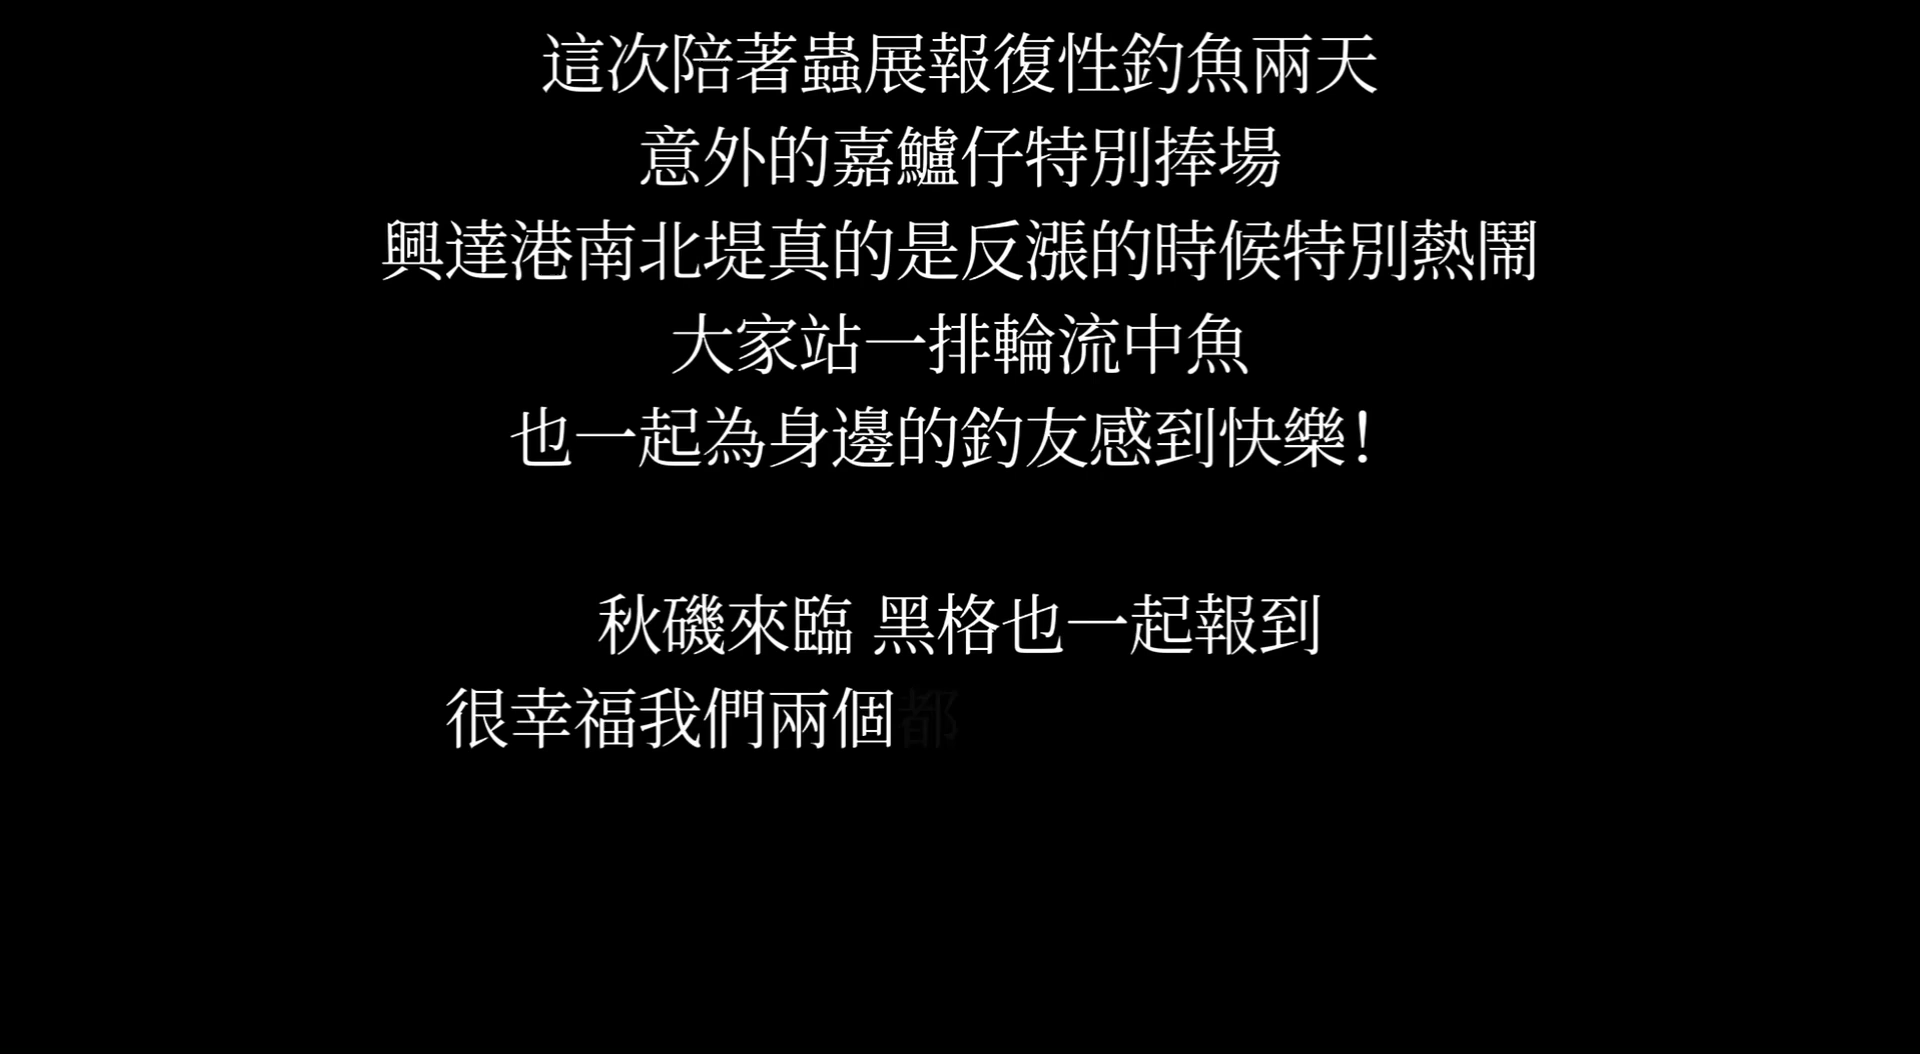 這次陪著蟲展報復性釣魚兩天
意外的嘉鱸仔特別捧場
興達港南北堤真的是反漲的時候特別熱鬧
大家站一排輪流中魚
也一起為身邊的釣友感到快樂！
秋磯來臨 黑格也一起報到
很幸福我們兩個都